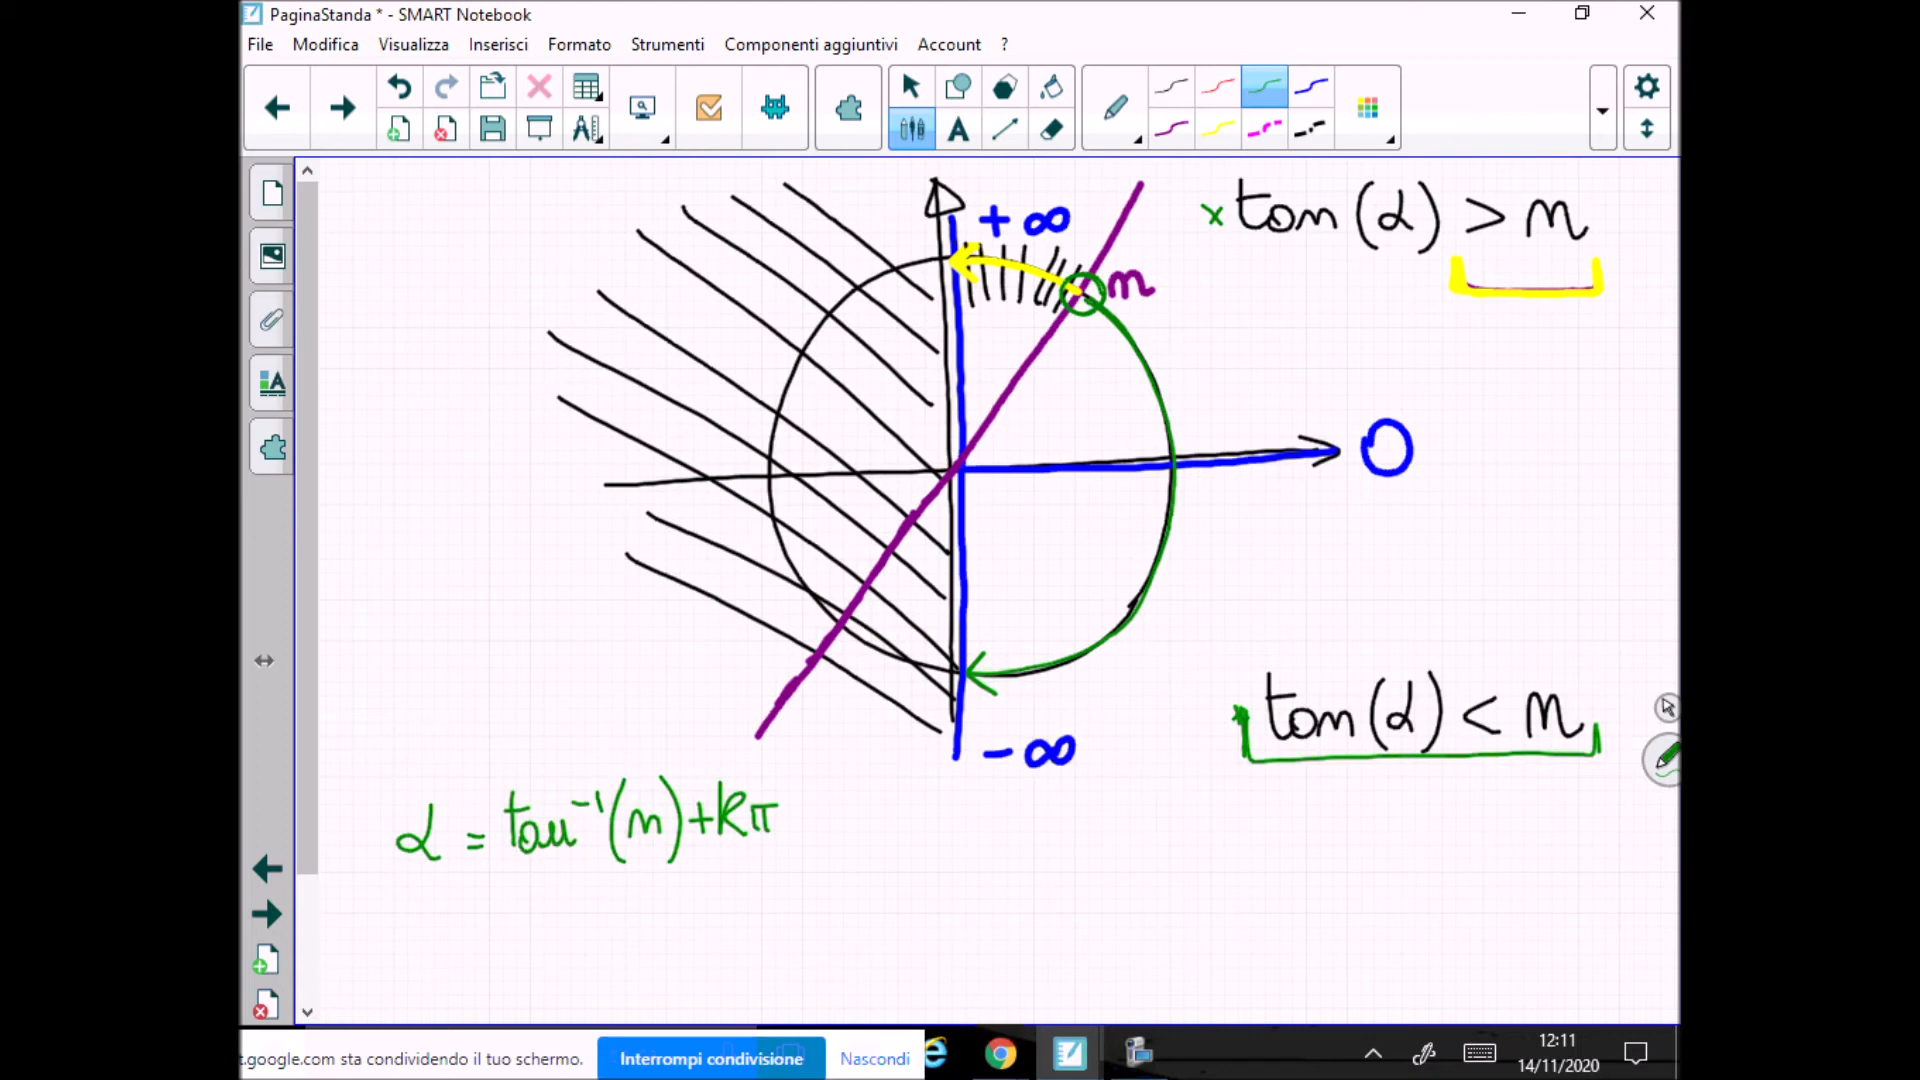 PaginaStanda * - SMART Notebook
File Modifica Visualizza Inserisci Formato Strumenti Componenti aggiuntivi Account ?
tan(α) > m
+∞
m
0
tan(α) < m
-∞
α = tan⁻¹(m)+kπ
t.google.com sta condividendo il tuo schermo. Interrompi condivisione Nascondi
12:11
14/11/2020